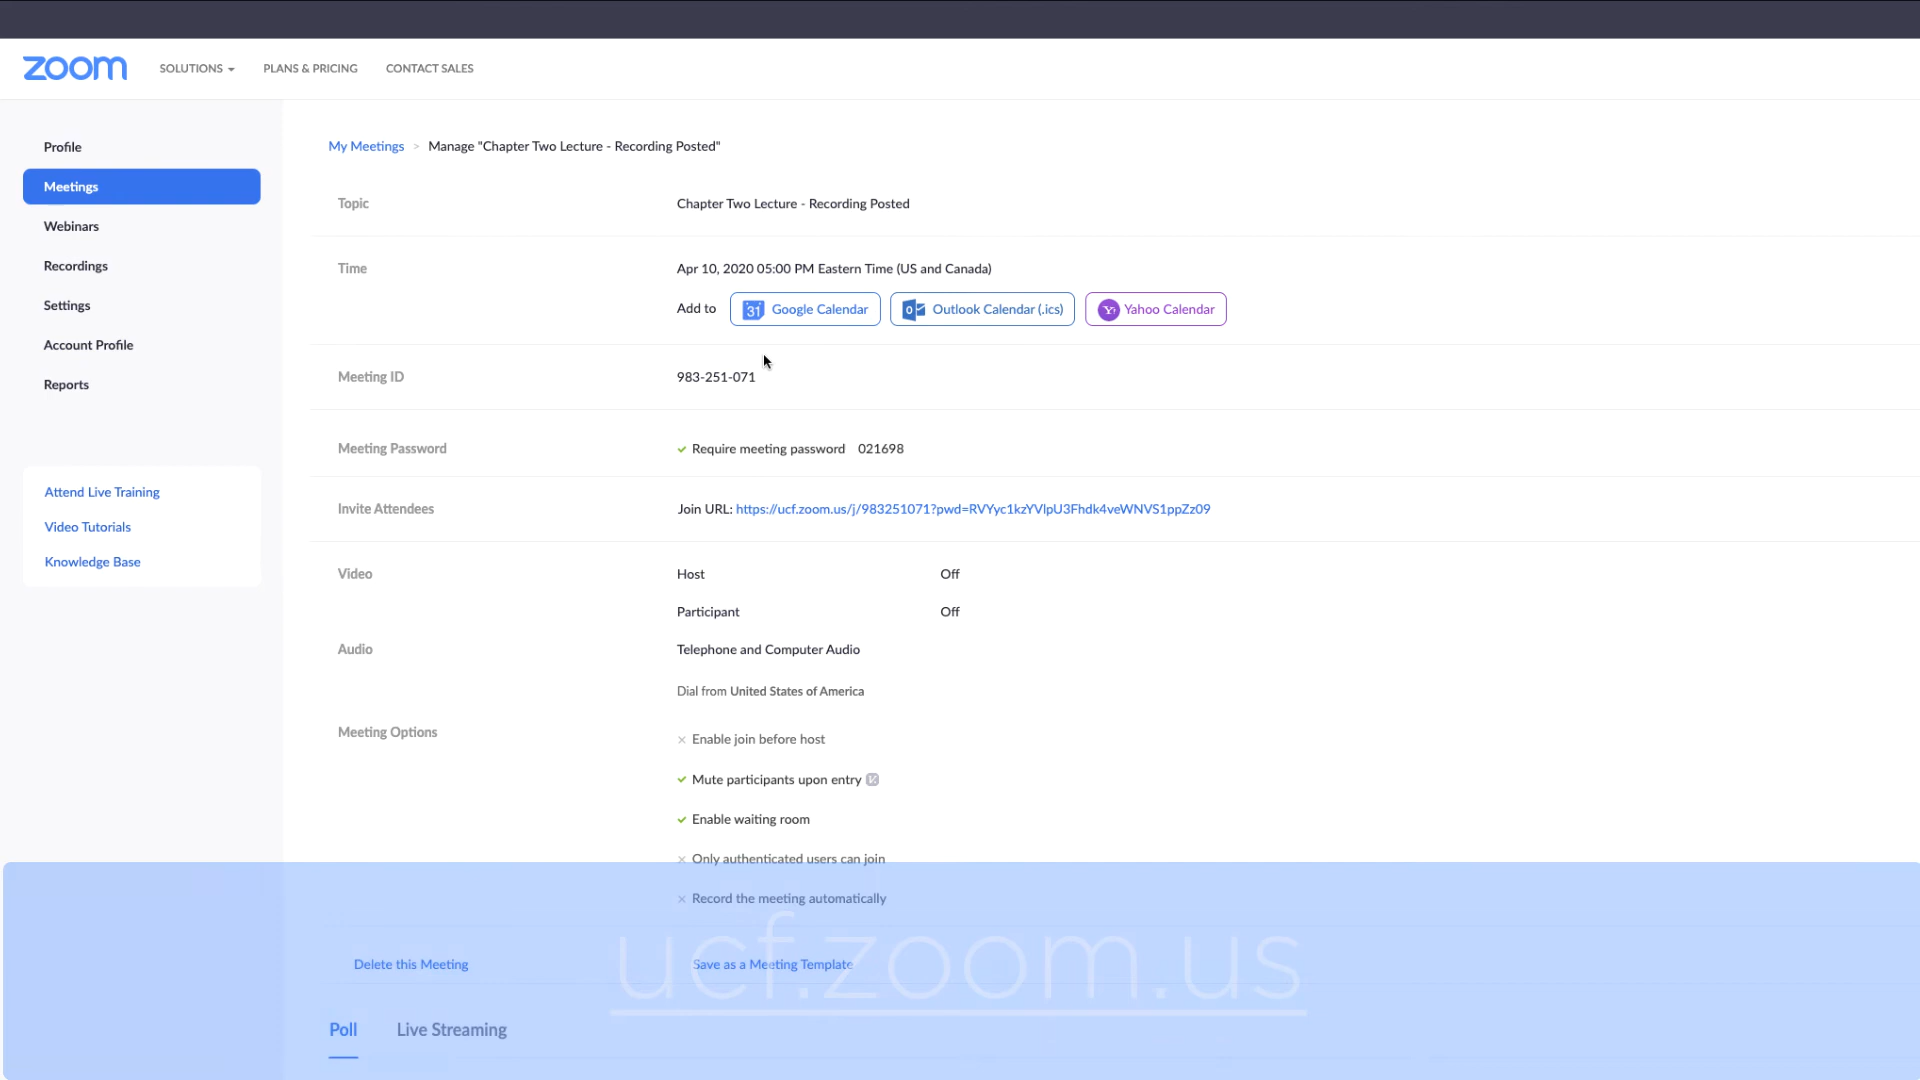 zoom SOLUTIONS PLANS & PRICING CONTACT SALES
Profile
Meetings
Webinars
Recordings
Settings
Account Profile
Reports
Attend Live Training
Video Tutorials
Knowledge Base
My Meetings > Manage "Chapter Two Lecture - Recording Posted"
Topic Chapter Two Lecture - Recording Posted
Time Apr 10, 2020 05:00 PM Eastern Time (US and Canada)
Add to 31 Google Calendar Outlook Calendar (.ics) Yahoo Calendar
Meeting ID 983-251-071
Meeting Password Require meeting password 021698
Invite Attendees Join URL: https://ucf.zoom.us/j/983251071?pwd=RVYyc1kzYVlpU3Fhdk4veWNVS1ppZz09
Video Host Off
Participant Off
Audio Telephone and Computer Audio
Dial from United States of America
Meeting Options
Enable join before host
Mute participants upon entry
Enable waiting room
Only authenticated users can join
Record the meeting automatically
Delete this Meeting Save as a Meeting Template
ucf.zoom.us
Poll Live Streaming